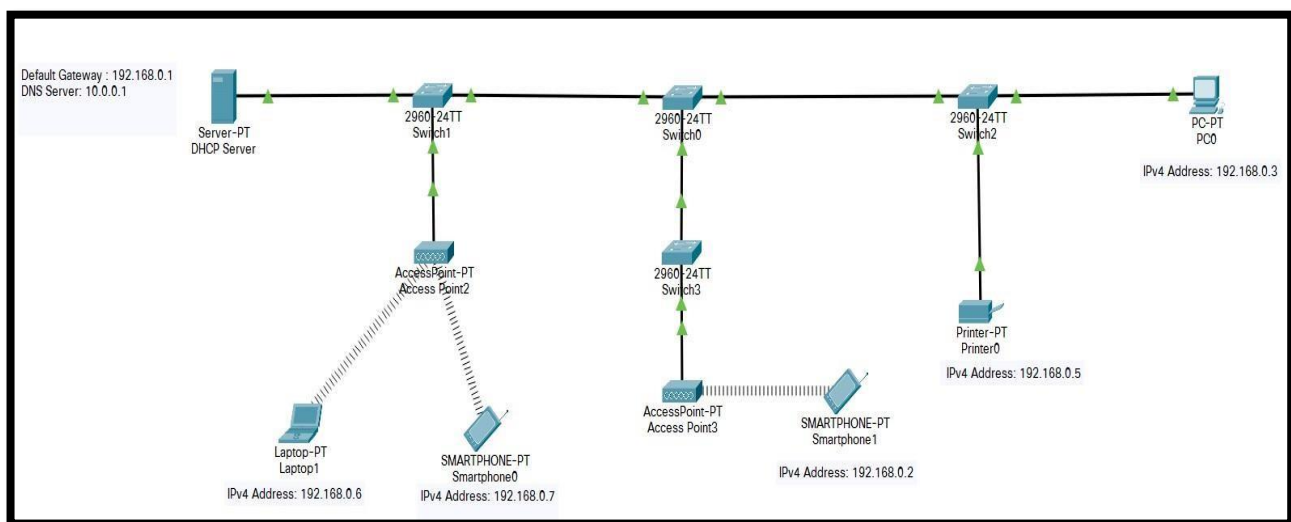 Default Gateway : 192.168.0.1
DNS Server: 10.0.0.1
Server-PT
DHCP Server
2960-24TT
Switch1
2960-24TT
Switch0
2960-24TT
Switch2
PC-PT
PC0
IPv4 Address: 192.168.0.3
AccessPoint-PT
Access Point2
2960-24TT
Switch3
Printer-PT
Printer0
IPv4 Address: 192.168.0.5
Laptop-PT
Laptop1
IPv4 Address: 192.168.0.6
SMARTPHONE-PT
Smartphone0
IPv4 Address: 192.168.0.7
AccessPoint-PT
Access Point3
SMARTPHONE-PT
Smartphone1
IPv4 Address: 192.168.0.2